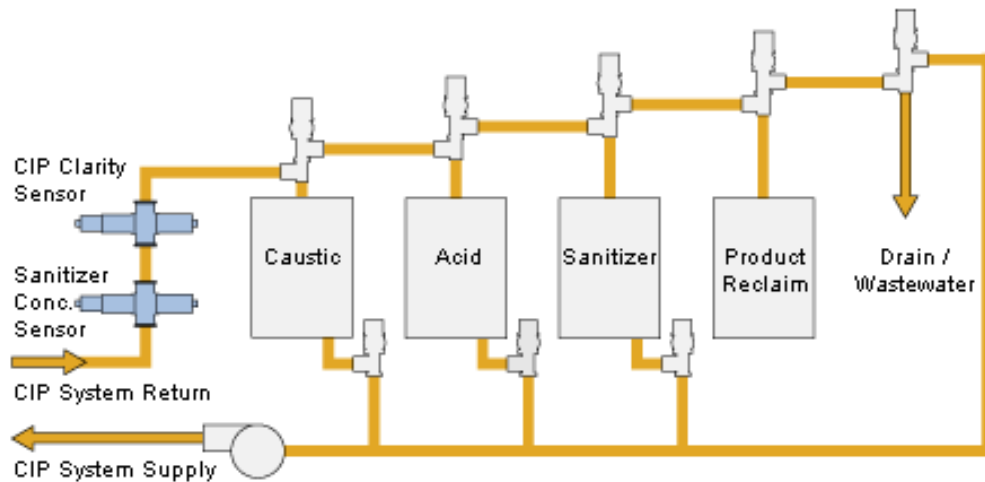 CIP Clarity
Sensor
Sanitizer
Conc.
Sensor
CIP System Return
CIP System Supply
Caustic
Acid
Sanitizer
Product
Reclaim
Drain /
Wastewater